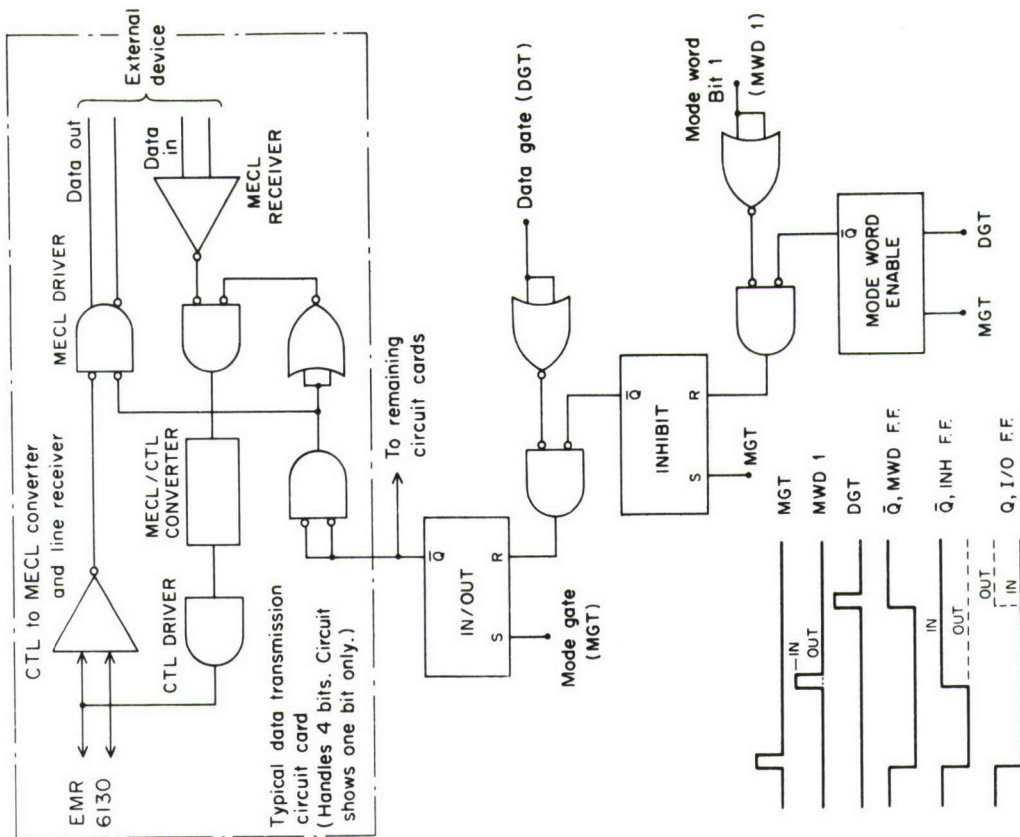 CTL to MECL converter
and line receiver
MECL DRIVER
Data out
External
device
Data
in
MECL
RECEIVER
EMR
6130
CTL DRIVER
MECL/CTL
CONVERTER
Typical data transmission
circuit card
(Handles 4 bits. Circuit
shows one bit only.)
To remaining
circuit cards
Data gate (DGT)
IN/OUT
Q̄
S
R
Mode gate
(MGT)
INHIBIT
Q̄
S
R
MGT
Mode word
Bit 1
(MWD 1)
MODE WORD
ENABLE
Q̄
MGT
DGT
MGT
IN
OUT
MWD 1
DGT
Q̄, MWD F.F.
IN
OUT
Q̄, INH F.F.
OUT
IN
Q, I/O F.F.